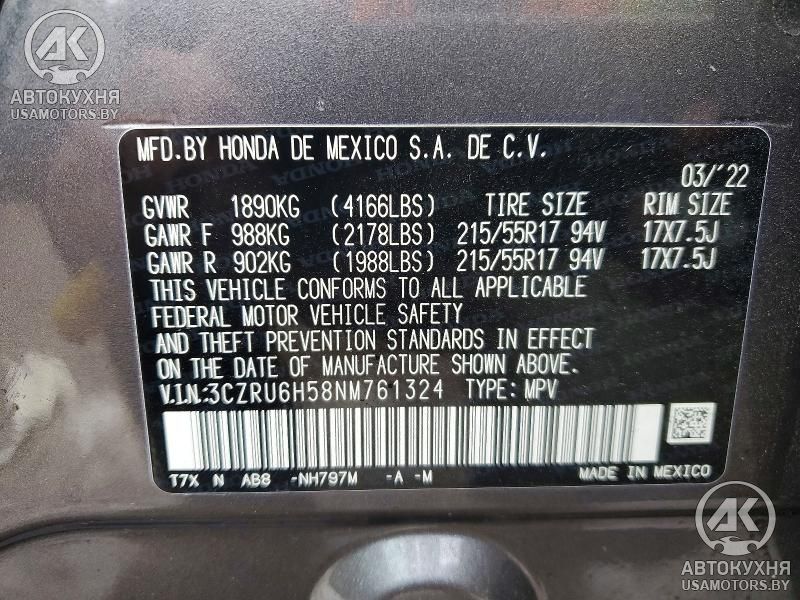 AK
АВТОКУХНЯ
USAMOTORS.BY
MFD.BY HONDA DE MEXICO S.A. DE C.V.
03/'22
GVWR 1890KG (4166LBS) TIRE SIZE RIM SIZE
GAWR F 988KG (2178LBS) 215/55R17 94V 17X7.5J
GAWR R 902KG (1988LBS) 215/55R17 94V 17X7.5J
THIS VEHICLE CONFORMS TO ALL APPLICABLE
FEDERAL MOTOR VEHICLE SAFETY
AND THEFT PREVENTION STANDARDS IN EFFECT
ON THE DATE OF MANUFACTURE SHOWN ABOVE.
V.I.N.:3CZRU6H58NM761324 TYPE: MPV
T7X N AB8 -NH797M -A -M MADE IN MEXICO
AK
АВТОКУХНЯ
USAMOTORS.BY